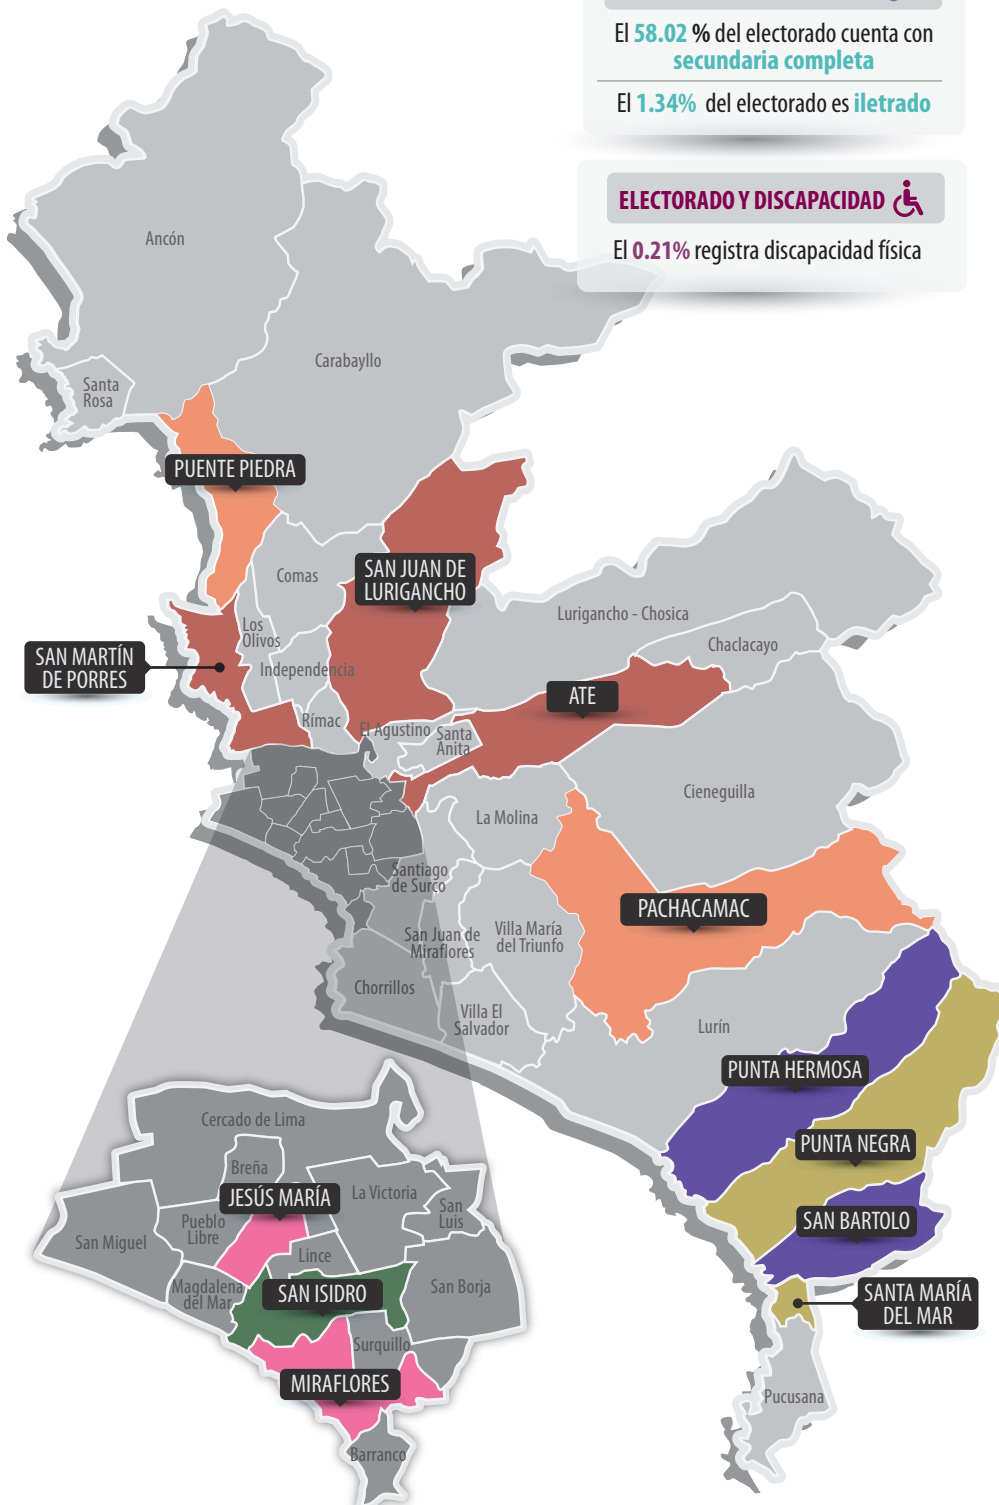 El 58.02 % del electorado cuenta con
secundaria completa
El 1.34% del electorado es iletrado
ELECTORADO Y DISCAPACIDAD
El 0.21% registra discapacidad física
Ancón
Carabayllo
Santa
Rosa
PUENTE PIEDRA
Comas
SAN JUAN DE
LURIGANCHO
Lurigancho - Chosica
Los
Olivos
Chaclacayo
SAN MARTÍN
DE PORRES
Independencia
ATE
Rímac
El Agustino
Santa
Anita
Cieneguilla
La Molina
Santiago
de Surco
PACHACAMAC
San Juan de
Miraflores
Villa María
del Triunfo
Chorrillos
Villa El
Salvador
Lurín
PUNTA HERMOSA
PUNTA NEGRA
SAN BARTOLO
SANTA MARÍA
DEL MAR
Pucusana
Cercado de Lima
Breña
JESÚS MARÍA
La Victoria
San
Luis
Pueblo
Libre
San Miguel
Lince
Magdalena
del Mar
SAN ISIDRO
San Borja
Surquillo
MIRAFLORES
Barranco